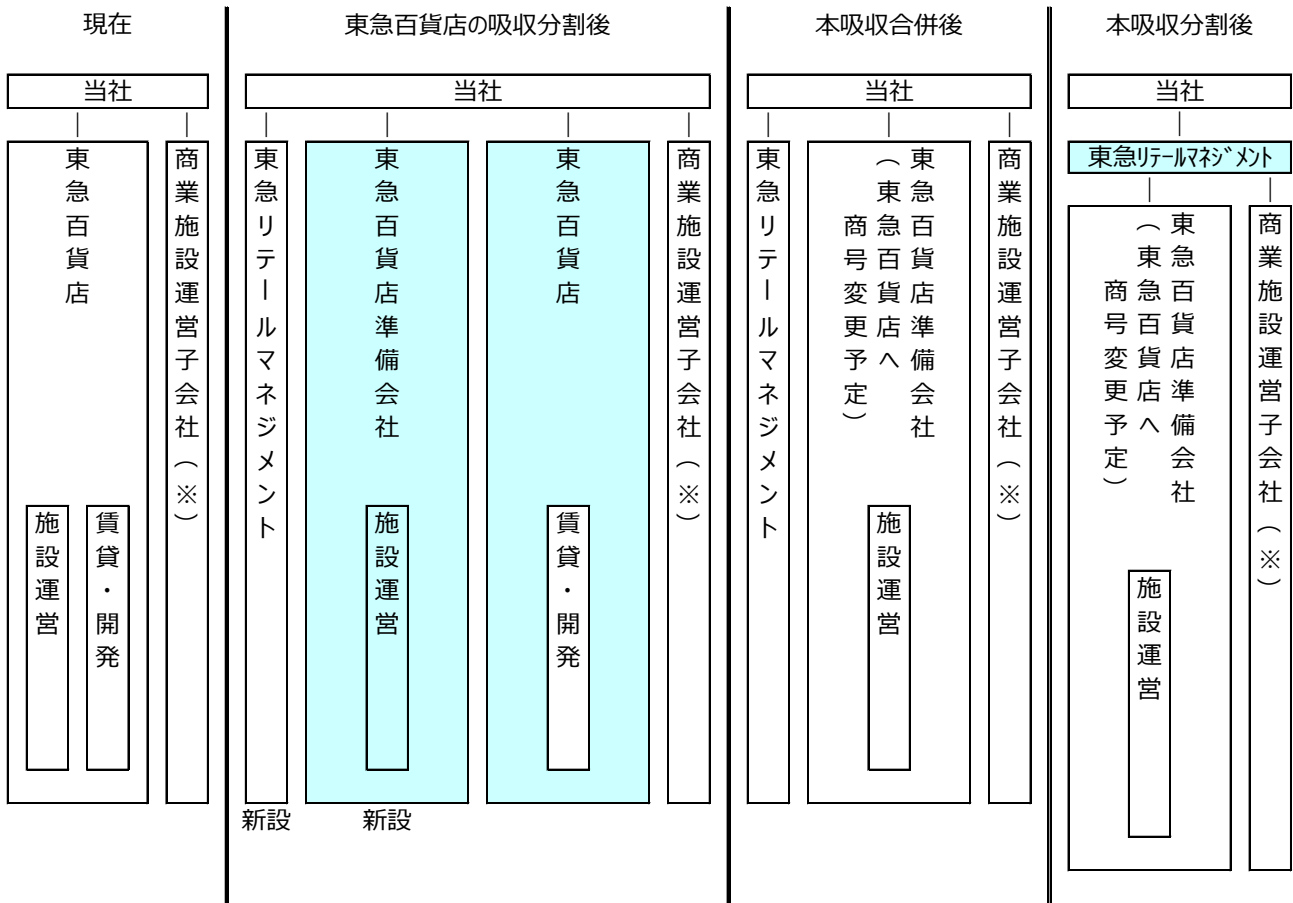 現在
当社
東急百貨店
施設運営
賃貸・開発
商業施設運営子会社（※）
東急百貨店の吸収分割後
当社
東急リテールマネジメント
新設
東急百貨店準備会社
施設運営
新設
東急百貨店
賃貸・開発
商業施設運営子会社（※）
本吸収合併後
当社
東急リテールマネジメント
東急百貨店準備会社
（東急百貨店へ
商号変更予定）
施設運営
商業施設運営子会社（※）
本吸収分割後
当社
東急ﾘﾃｰﾙﾏﾈｼﾞﾒﾝﾄ
東急百貨店準備会社
（東急百貨店へ
商号変更予定）
施設運営
商業施設運営子会社（※）